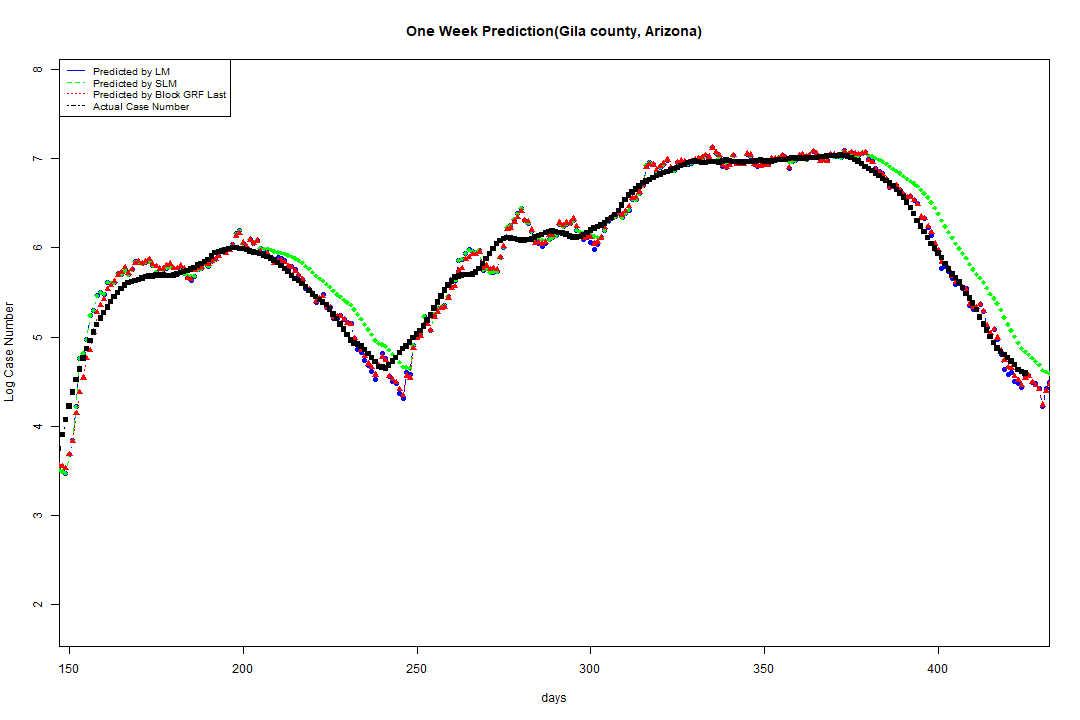 One Week Prediction(Gila county, Arizona)
Predicted by LM
Predicted by SLM
Predicted by Block GRF Last
Actual Case Number
8
7
6
5
4
3
2
Log Case Number
150 200 250 300 350 400
days